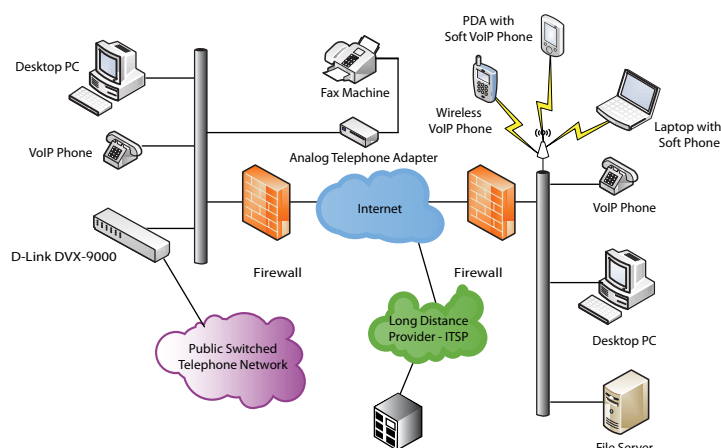 PDA with
Soft VoIP Phone
Desktop PC
Fax Machine
Wireless
VoIP Phone
Laptop with
Soft Phone
VoIP Phone
Analog Telephone Adapter
VoIP Phone
Internet
D-Link DVX-9000
Firewall
Firewall
Long Distance
Provider - ITSP
Public Switched
Telephone Network
Desktop PC
File Server